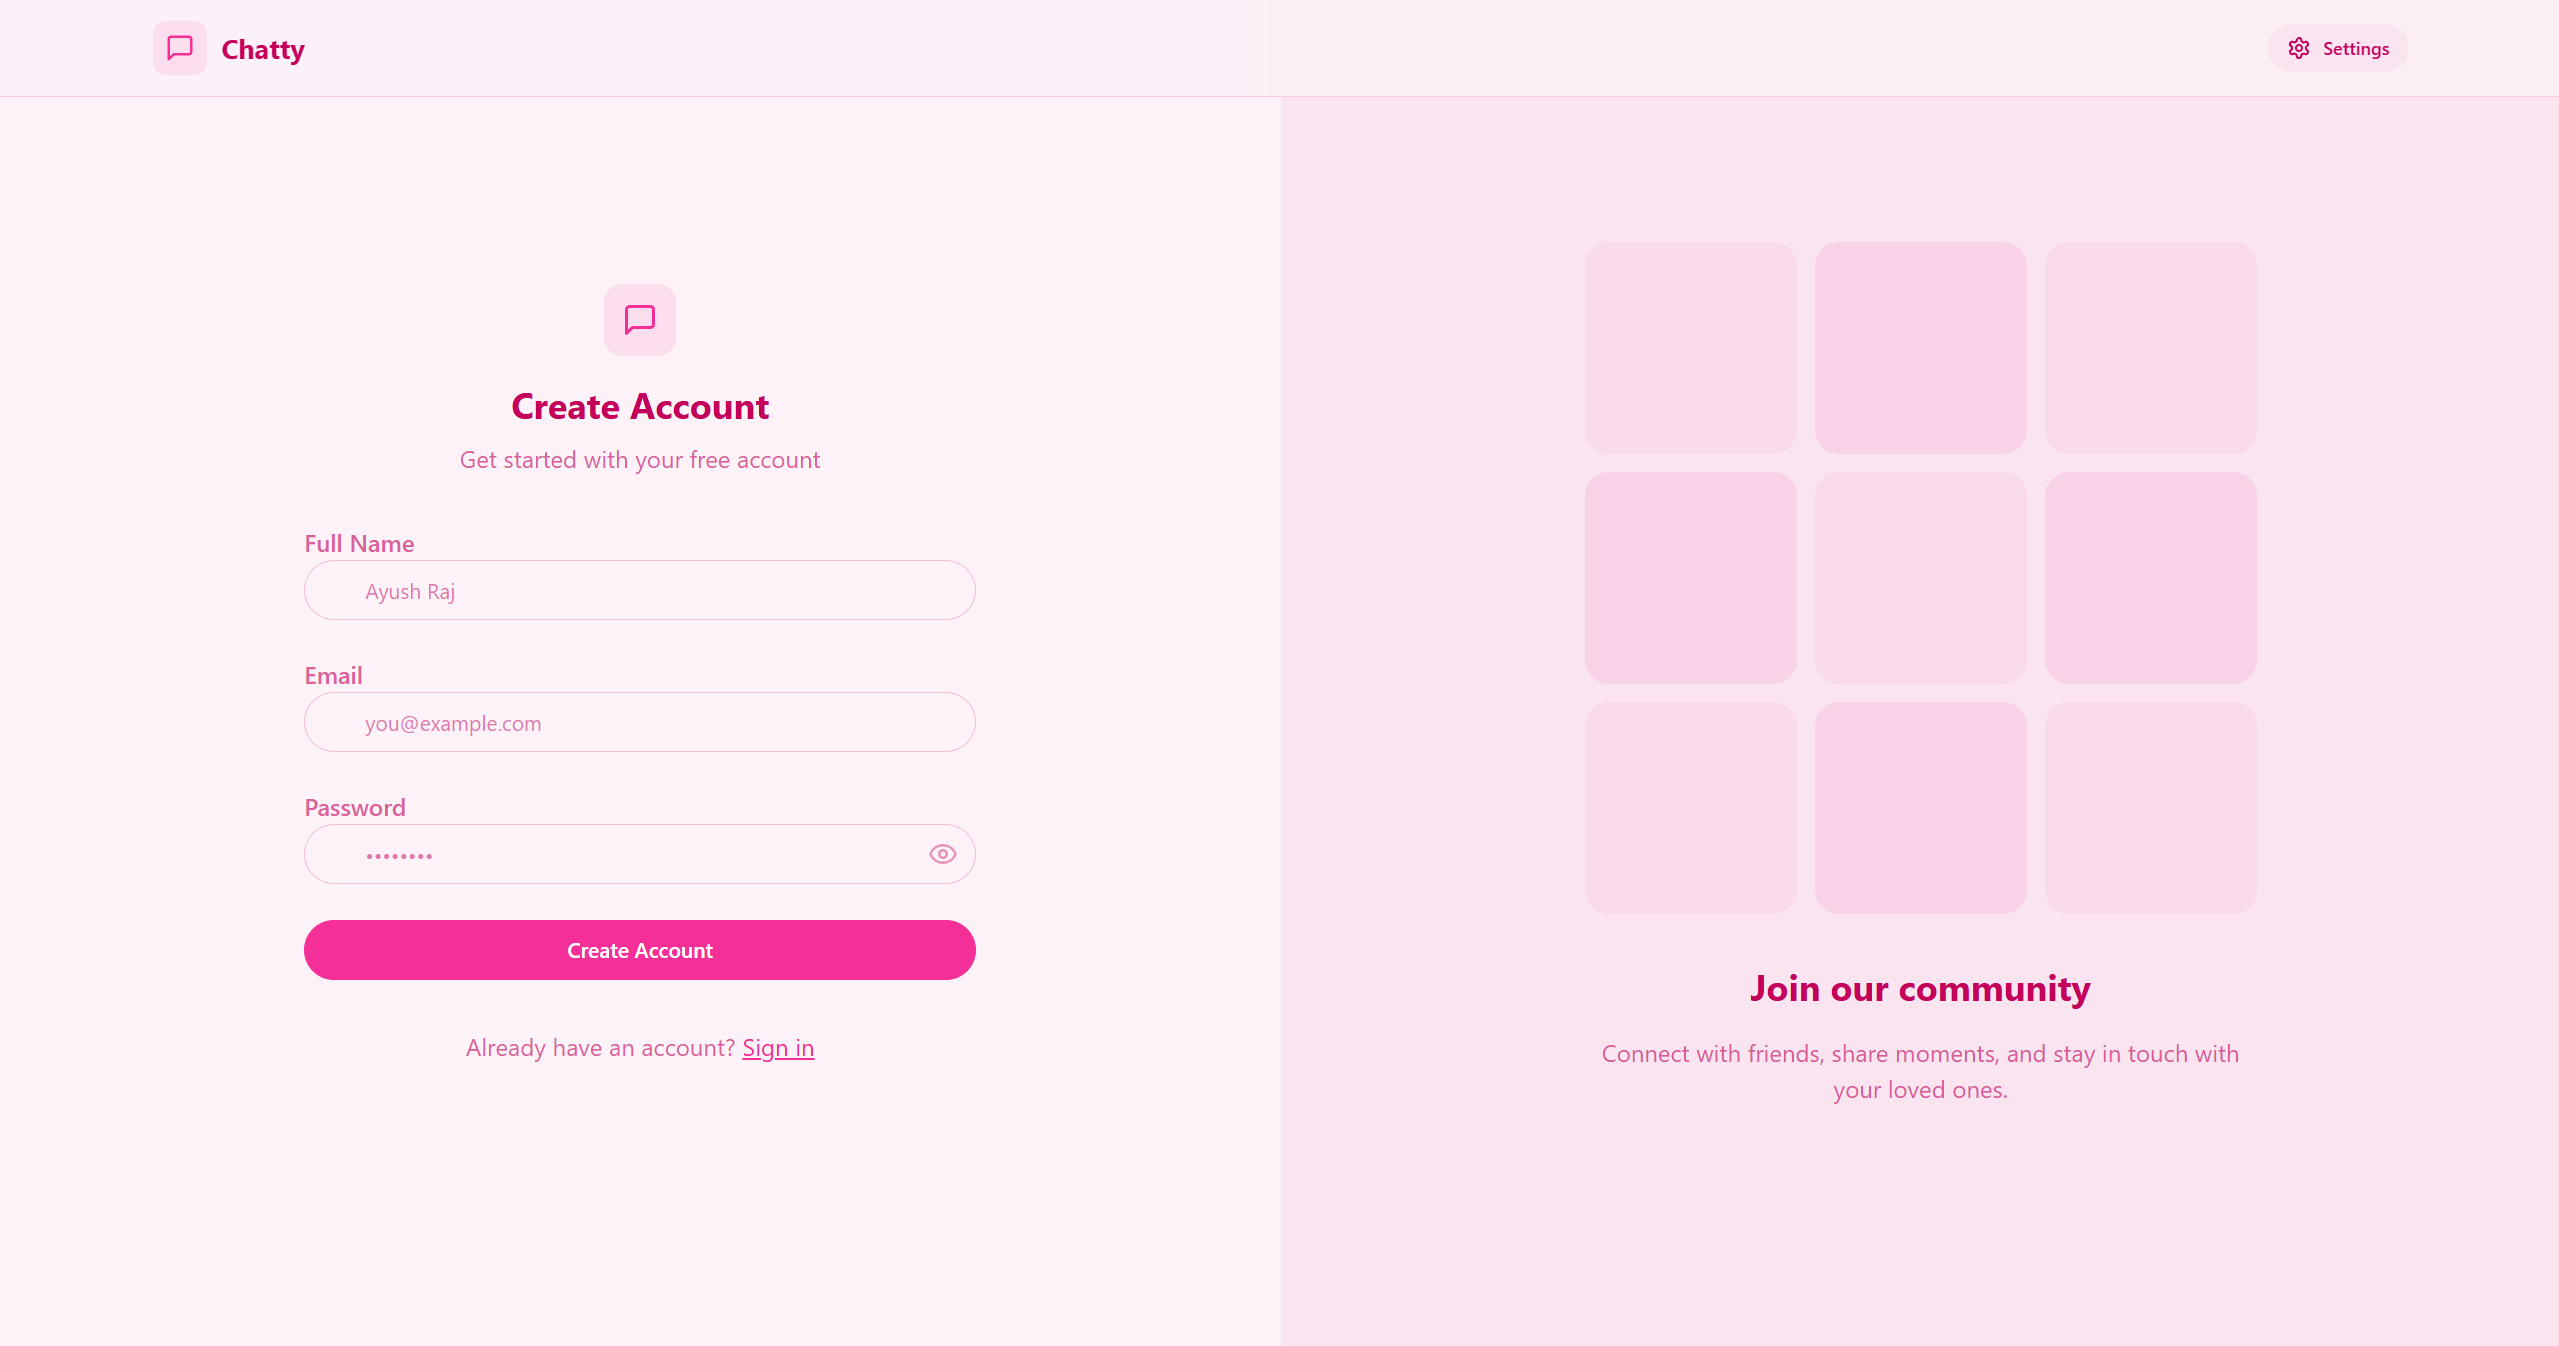 Chatty
Settings
Create Account
Get started with your free account
Full Name
Ayush Raj
Email
you@example.com
Password
••••••••
Create Account
Already have an account? Sign in
Join our community
Connect with friends, share moments, and stay in touch with
your loved ones.